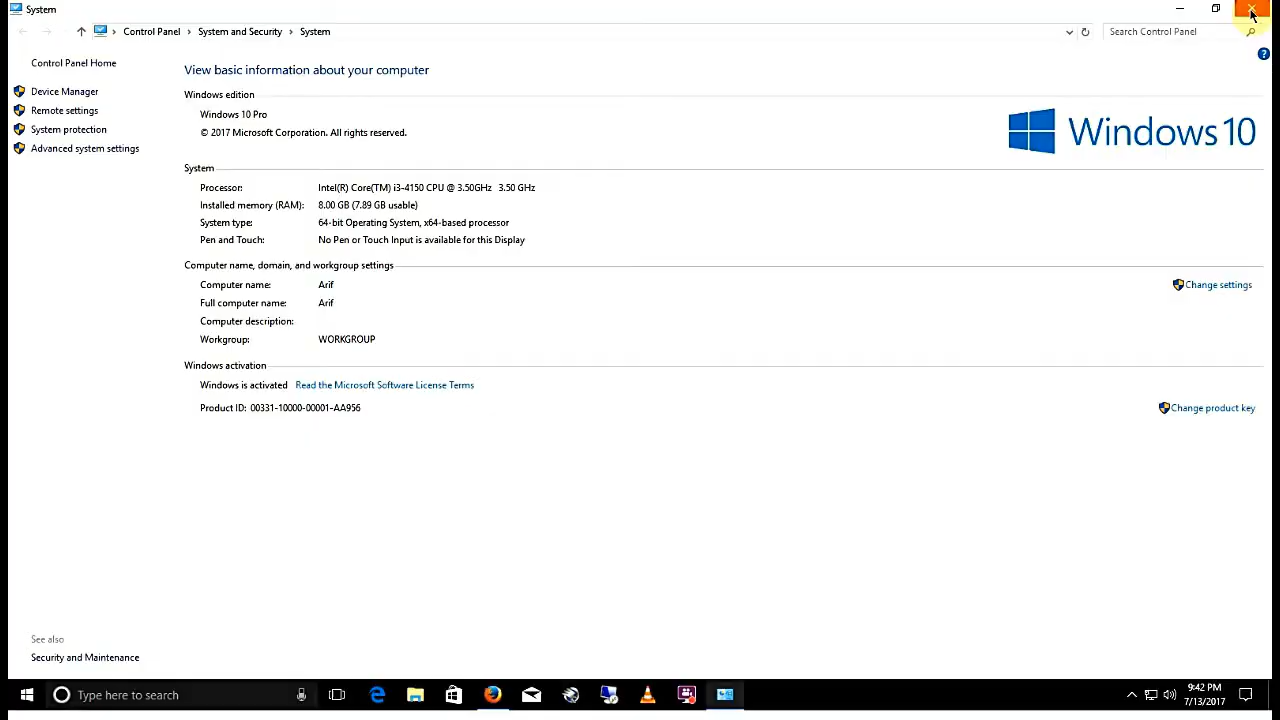 System
Control Panel > System and Security > System
Search Control Panel
Control Panel Home
Device Manager
Remote settings
System protection
Advanced system settings
View basic information about your computer
Windows edition
Windows 10 Pro
© 2017 Microsoft Corporation. All rights reserved.
Windows 10
System
Processor: Intel(R) Core(TM) i3-4150 CPU @ 3.50GHz 3.50 GHz
Installed memory (RAM): 8.00 GB (7.89 GB usable)
System type: 64-bit Operating System, x64-based processor
Pen and Touch: No Pen or Touch Input is available for this Display
Computer name, domain, and workgroup settings
Computer name: Arif
Change settings
Full computer name: Arif
Computer description:
Workgroup: WORKGROUP
Windows activation
Windows is activated Read the Microsoft Software License Terms
Product ID: 00331-10000-00001-AA956
Change product key
See also
Security and Maintenance
Type here to search
9:42 PM
7/13/2017